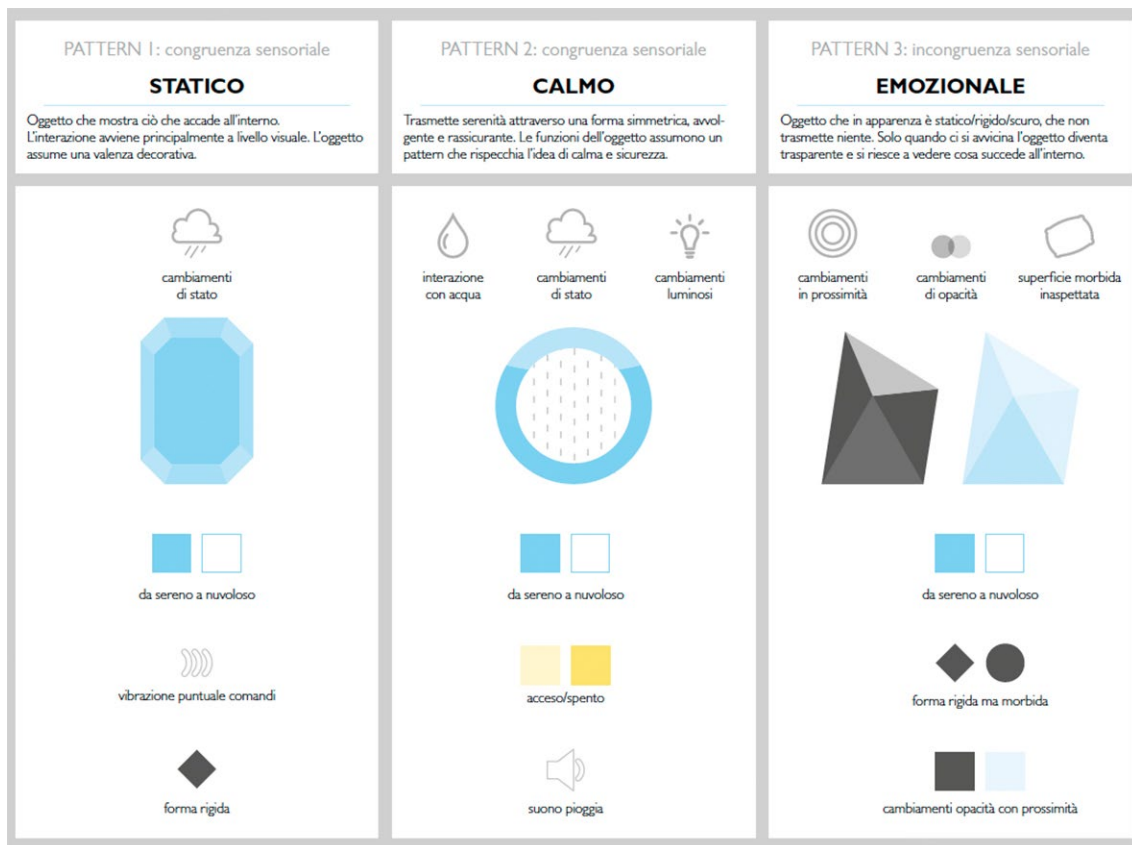 PATTERN 1: congruenza sensoriale
STATICO
Oggetto che mostra ciò che accade all'interno.
L'interazione avviene principalmente a livello visuale. L'oggetto
assume una valenza decorativa.
cambiamenti
di stato
da sereno a nuvoloso
vibrazione puntuale comandi
forma rigida
PATTERN 2: congruenza sensoriale
CALMO
Trasmette serenità attraverso una forma simmetrica, avvol-
gente e rassicurante. Le funzioni dell'oggetto assumono un
pattern che rispecchia l'idea di calma e sicurezza.
interazione
con acqua
cambiamenti
di stato
cambiamenti
luminosi
da sereno a nuvoloso
acceso/spento
suono pioggia
PATTERN 3: incongruenza sensoriale
EMOZIONALE
Oggetto che in apparenza è statico/rigido/scuro, che non
trasmette niente. Solo quando ci si avvicina l'oggetto diventa
trasparente e si riesce a vedere cosa succede all'interno.
cambiamenti
in prossimità
cambiamenti
di opacità
superficie morbida
inaspettata
da sereno a nuvoloso
forma rigida ma morbida
cambiamenti opacità con prossimità